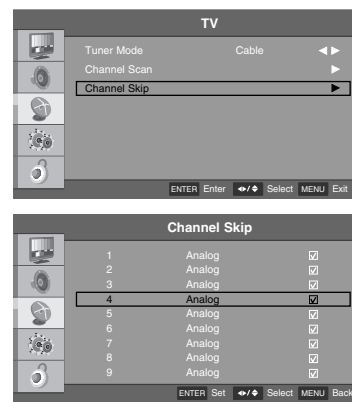 TV
Tuner Mode Cable ◀ ▶
Channel Scan ▶
Channel Skip ▶
ENTER Enter ◂▸/▴▾ Select MENU Exit
Channel Skip
1 Analog ☑
2 Analog ☑
3 Analog ☑
4 Analog ☑
5 Analog ☑
6 Analog ☑
7 Analog ☑
8 Analog ☑
9 Analog ☑
ENTER Set ◂▸/▴▾ Select MENU Back